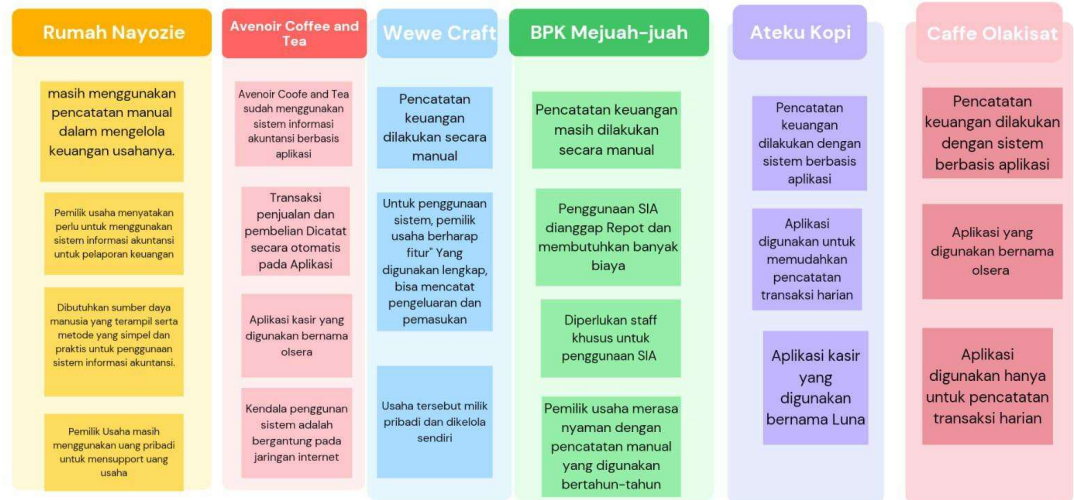 Rumah Nayozie
masih menggunakan
pencatatan manual
dalam mengelola
keuangan usahanya.
Pemilik usaha menyatakan
perlu untuk menggunakan
sistem informasi akuntansi
untuk pelaporan keuangan
Dibutuhkan sumber daya
manusia yang terampil serta
metode yang simpel dan
praktis untuk penggunaan
sistem informasi akuntansi.
Pemilik Usaha masih
menggunakan uang pribadi
untuk mensupport uang
usaha
Avenoir Coffee and
Tea
Avenoir Coofe and Tea
sudah menggunakan
sistem informasi
akuntansi berbasis
aplikasi
Transaksi
penjualan dan
pembelian Dicatat
secara otomatis
pada Aplikasi
Aplikasi kasir yang
digunakan bernama
olsera
Kendala penggunan
sistem adalah
bergantung pada
jaringan internet
Wewe Craft
Pencatatan
keuangan
dilakukan secara
manual
Untuk penggunaan
sistem, pemilik
usaha berharap
fitur" Yang
digunakan lengkap,
bisa mencatat
pengeluaran dan
pemasukan
Usaha tersebut milik
pribadi dan dikelola
sendiri
BPK Mejuah-juah
Pencatatan keuangan
masih dilakukan
secara manual
Penggunaan SIA
dianggap Repot dan
membutuhkan banyak
biaya
Diperlukan staff
khusus untuk
penggunaan SIA
Pemilik usaha merasa
nyaman dengan
pencatatan manual
yang digunakan
bertahun-tahun
Ateku Kopi
Pencatatan
keuangan
dilakukan dengan
sistem berbasis
aplikasi
Aplikasi
digunakan untuk
memudahkan
pencatatan
transaksi harian
Aplikasi kasir
yang
digunakan
bernama Luna
Caffe Olakisat
Pencatatan
keuangan dilakukan
dengan sistem
berbasis aplikasi
Aplikasi yang
digunakan bernama
olsera
Aplikasi
digunakan hanya
untuk pencatatan
transaksi harian